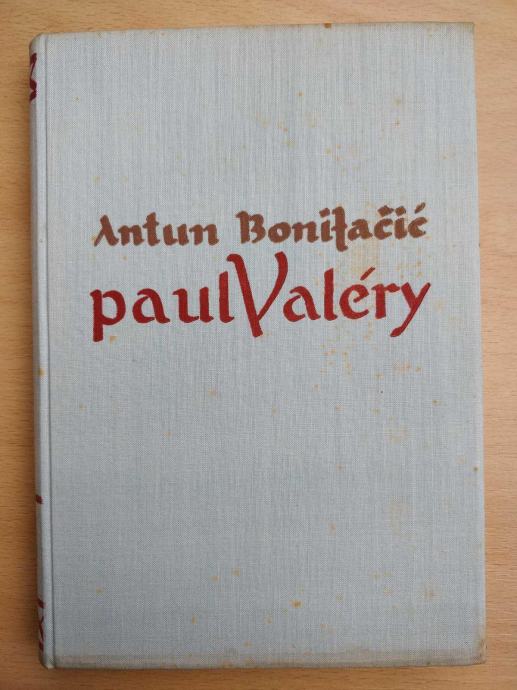 Antun Bonifačić
paul Valéry